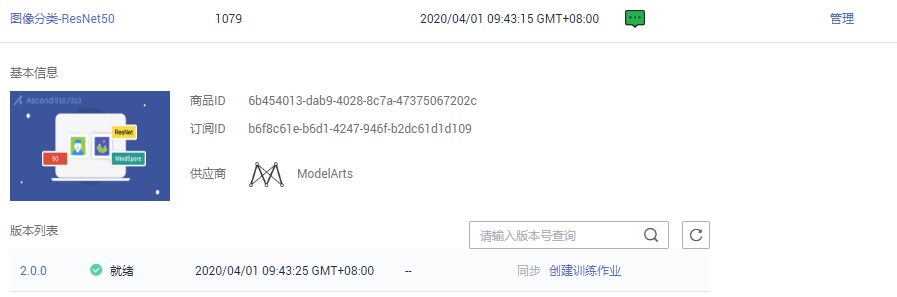 图像分类-ResNet50 1079 2020/04/01 09:43:15 GMT+08:00 管理
基本信息
Ascend 910/310
ResNet
50
MindSpore
商品ID 6b454013-dab9-4028-8c7a-47375067202c
订阅ID b6f8c61e-b6d1-4247-946f-b2dc61d1d109
供应商 ModelArts
版本列表 请输入版本号查询
2.0.0 就绪 2020/04/01 09:43:25 GMT+08:00 -- 同步 创建训练作业